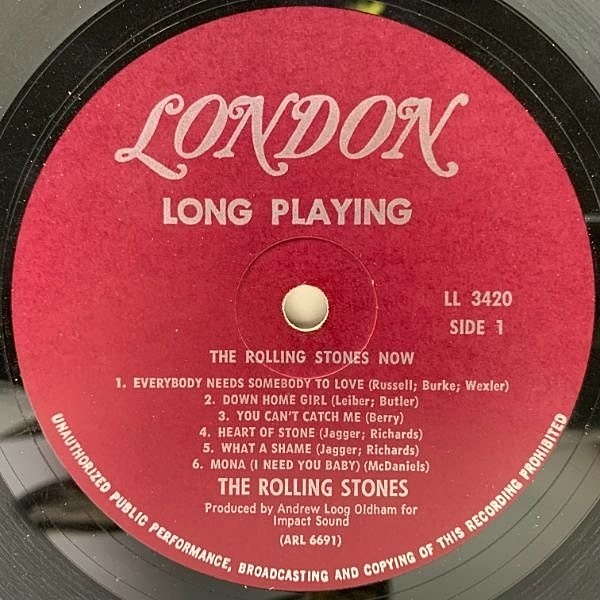 LONDON
LONG PLAYING
LL 3420
SIDE 1
THE ROLLING STONES NOW
1. EVERYBODY NEEDS SOMEBODY TO LOVE (Russell; Burke; Wexler)
2. DOWN HOME GIRL (Leiber; Butler)
3. YOU CAN'T CATCH ME (Berry)
4. HEART OF STONE (Jagger; Richards)
5. WHAT A SHAME (Jagger; Richards)
6. MONA (I NEED YOU BABY) (McDaniels)
THE ROLLING STONES
Produced by Andrew Loog Oldham for
Impact Sound
(ARL 6691)
UNAUTHORIZED PUBLIC PERFORMANCE, BROADCASTING AND COPYING OF THIS RECORDING PROHIBITED